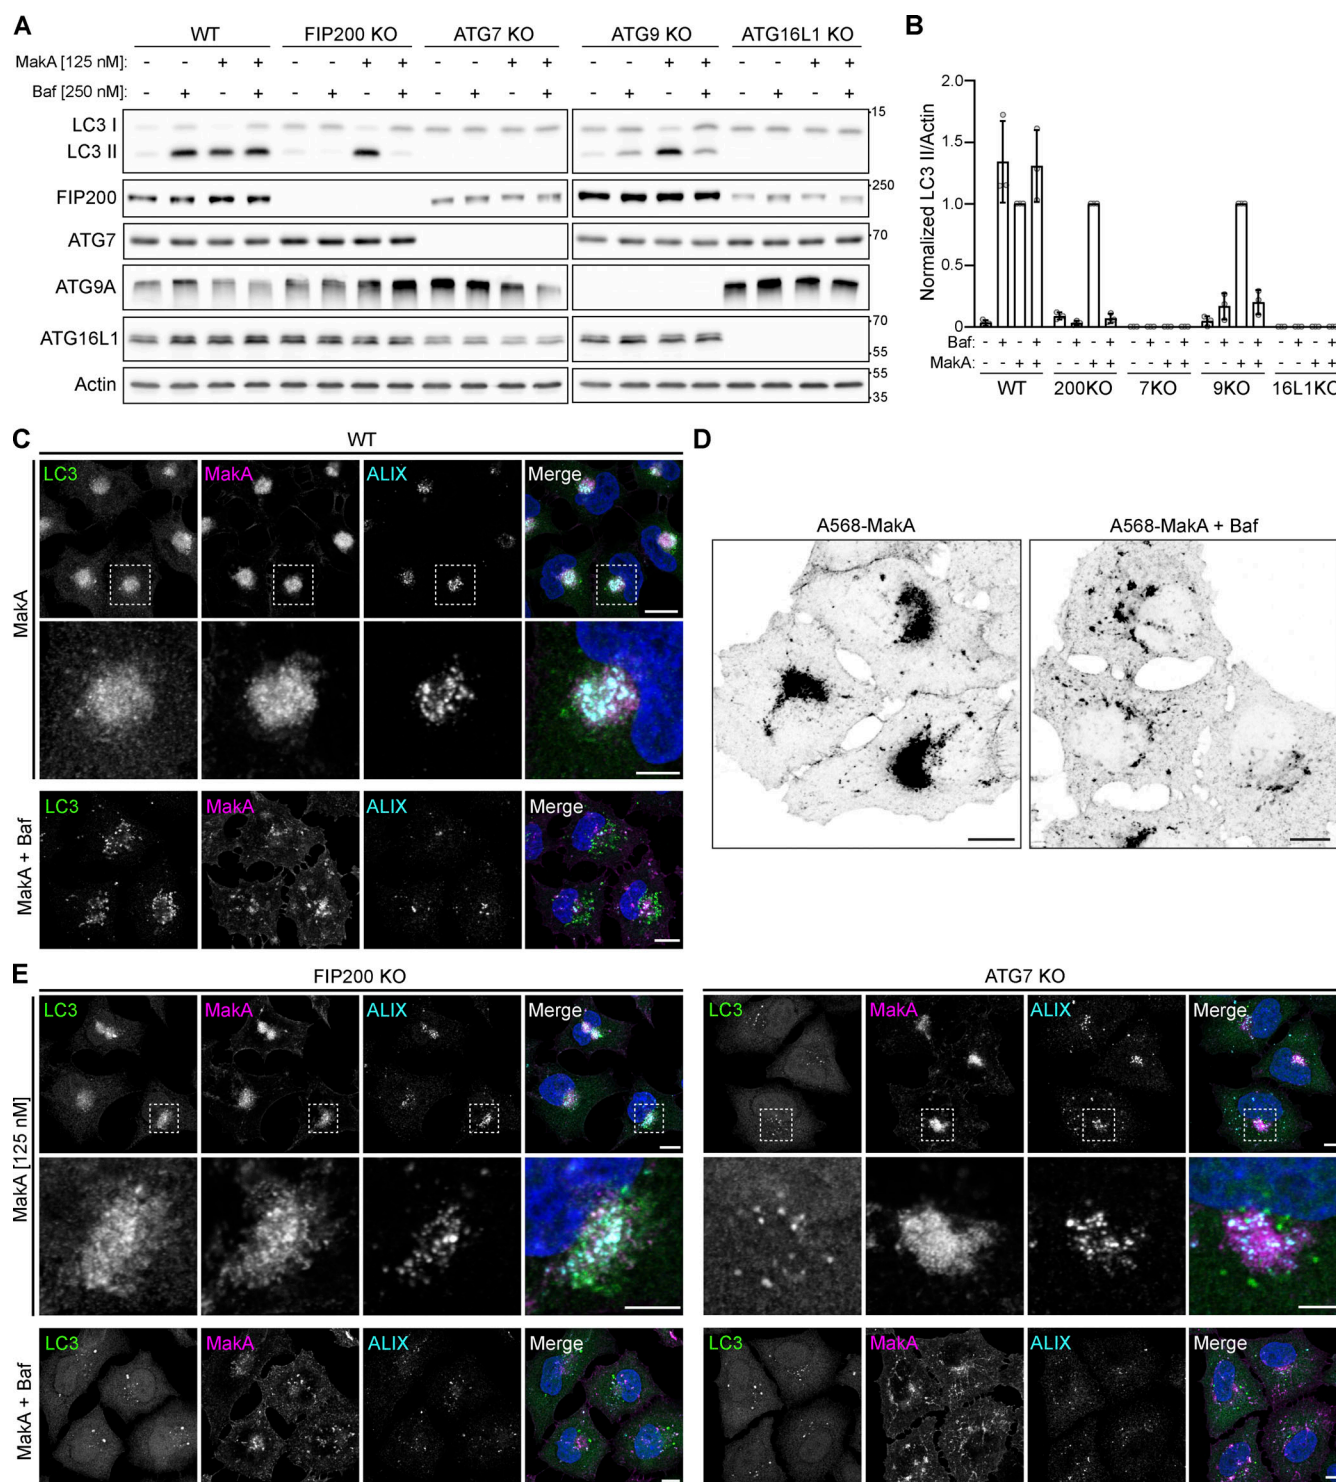 A
WT FIP200 KO ATG7 KO ATG9 KO ATG16L1 KO
MakA [125 nM]: - - + + - - + + - - + + - - + + - - + +
Baf [250 nM]: - + - + - + - + - + - + - + - + - + - +
LC3 I
LC3 II
15
FIP200
250
ATG7
70
ATG9A
ATG16L1
70
55
Actin
55
35
B
Normalized LC3 II/Actin
2.0
1.5
1.0
0.5
0
Baf: - + - + - + - + - + - + - + - + - + - +
MakA: - - + + - - + + - - + + - - + + - - + +
WT 200KO 7KO 9KO 16L1KO
C
WT
MakA
LC3 MakA ALIX Merge
MakA + Baf
LC3 MakA ALIX Merge
D
A568-MakA A568-MakA + Baf
E
FIP200 KO ATG7 KO
MakA [125 nM]
LC3 MakA ALIX Merge LC3 MakA ALIX Merge
MakA + Baf
LC3 MakA ALIX Merge LC3 MakA ALIX Merge